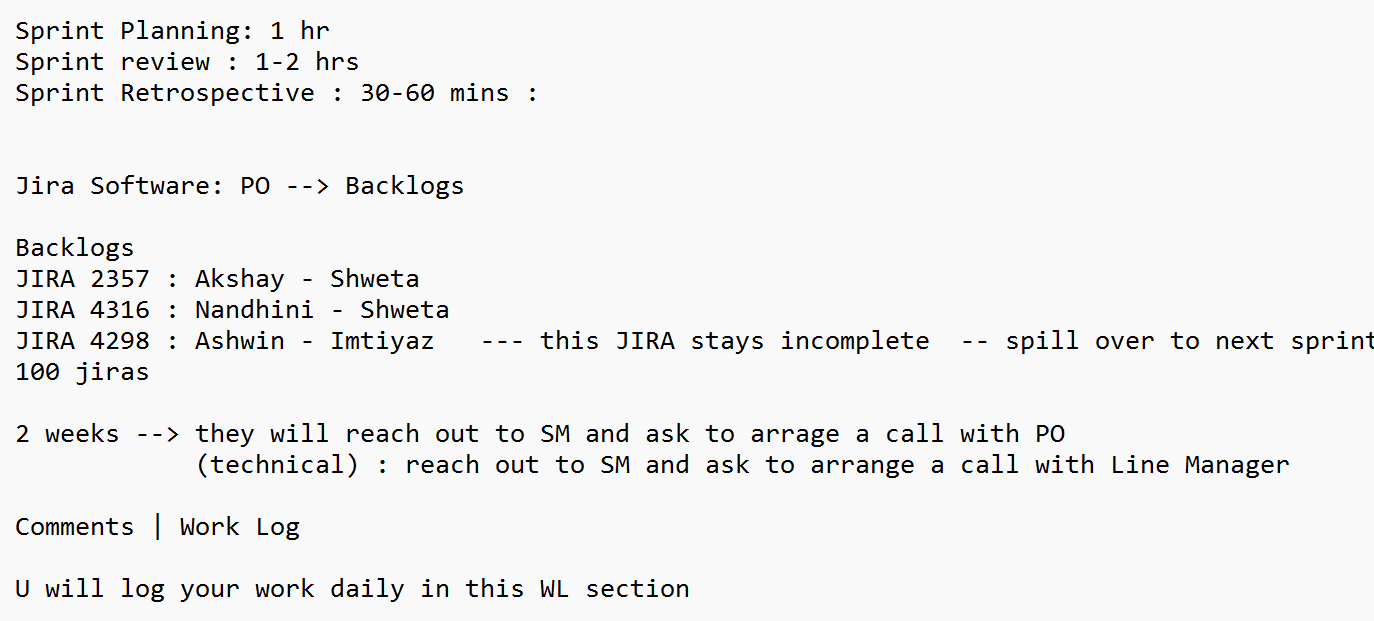 Sprint Planning: 1 hr
Sprint review : 1-2 hrs
Sprint Retrospective : 30-60 mins :
Jira Software: PO --> Backlogs
Backlogs
JIRA 2357 : Akshay - Shweta
JIRA 4316 : Nandhini - Shweta
JIRA 4298 : Ashwin - Imtiyaz   --- this JIRA stays incomplete  -- spill over to next sprint
100 jiras
2 weeks --> they will reach out to SM and ask to arrage a call with PO
(technical) : reach out to SM and ask to arrange a call with Line Manager
Comments | Work Log
U will log your work daily in this WL section